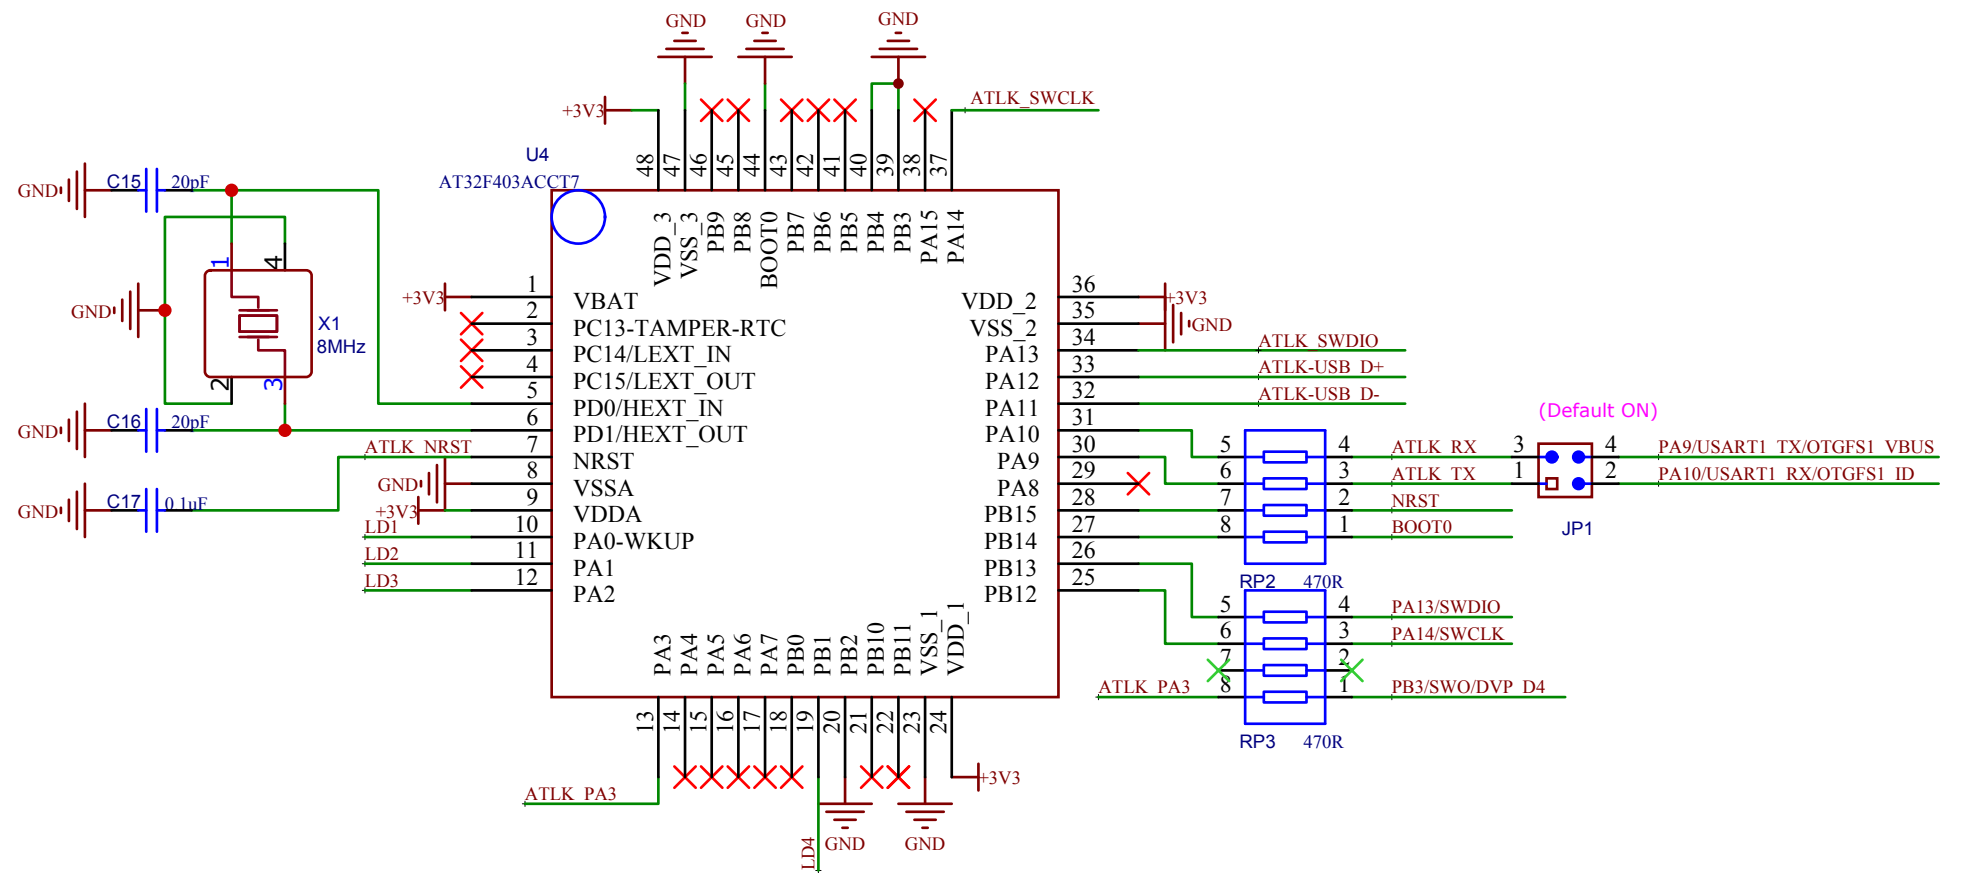 GND
GND
GND
+3V3
ATLK_SWCLK
48
47
46
45
44
43
42
41
40
39
38
37
U4
AT32F403ACCT7
VDD_3
VSS_3
PB9
PB8
BOOT0
PB7
PB6
PB5
PB4
PB3
PA15
PA14
GND
C15
20pF
1
4
GND
X1
8MHz
2
3
GND
C16
20pF
GND
C17
0.1uF
ATLK_NRST
GND
+3V3
LD1
LD2
LD3
+3V3
1
VBAT
2
PC13-TAMPER-RTC
3
PC14/LEXT_IN
4
PC15/LEXT_OUT
5
PD0/HEXT_IN
6
PD1/HEXT_OUT
7
NRST
8
VSSA
9
VDDA
10
PA0-WKUP
11
PA1
12
PA2
VDD_2
36
+3V3
VSS_2
35
GND
PA13
34
ATLK_SWDIO
PA12
33
ATLK-USB_D+
PA11
32
ATLK-USB_D-
PA10
31
PA9
30
PA8
29
PB15
28
PB14
27
PB13
26
PB12
25
(Default ON)
5
4
ATLK_RX
3
4
PA9/USART1_TX/OTGFS1_VBUS
6
3
ATLK_TX
1
2
PA10/USART1_RX/OTGFS1_ID
7
2
NRST
8
1
BOOT0
JP1
RP2
470R
5
4
PA13/SWDIO
6
3
PA14/SWCLK
7
2
ATLK_PA3
8
1
PB3/SWO/DVP_D4
RP3
470R
PA3
PA4
PA5
PA6
PA7
PB0
PB1
PB2
PB10
PB11
VSS_1
VDD_1
13
14
15
16
17
18
19
20
21
22
23
24
+3V3
ATLK_PA3
LD4
GND
GND